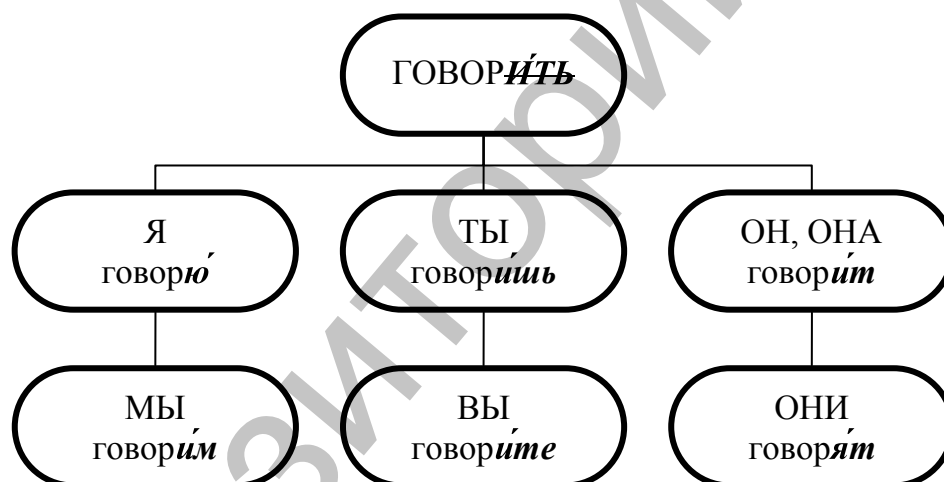 ГОВОРИ́ТЬ
Я
говорю́
ТЫ
говори́шь
ОН, ОНА
говори́т
МЫ
говори́м
ВЫ
говори́те
ОНИ
говоря́т